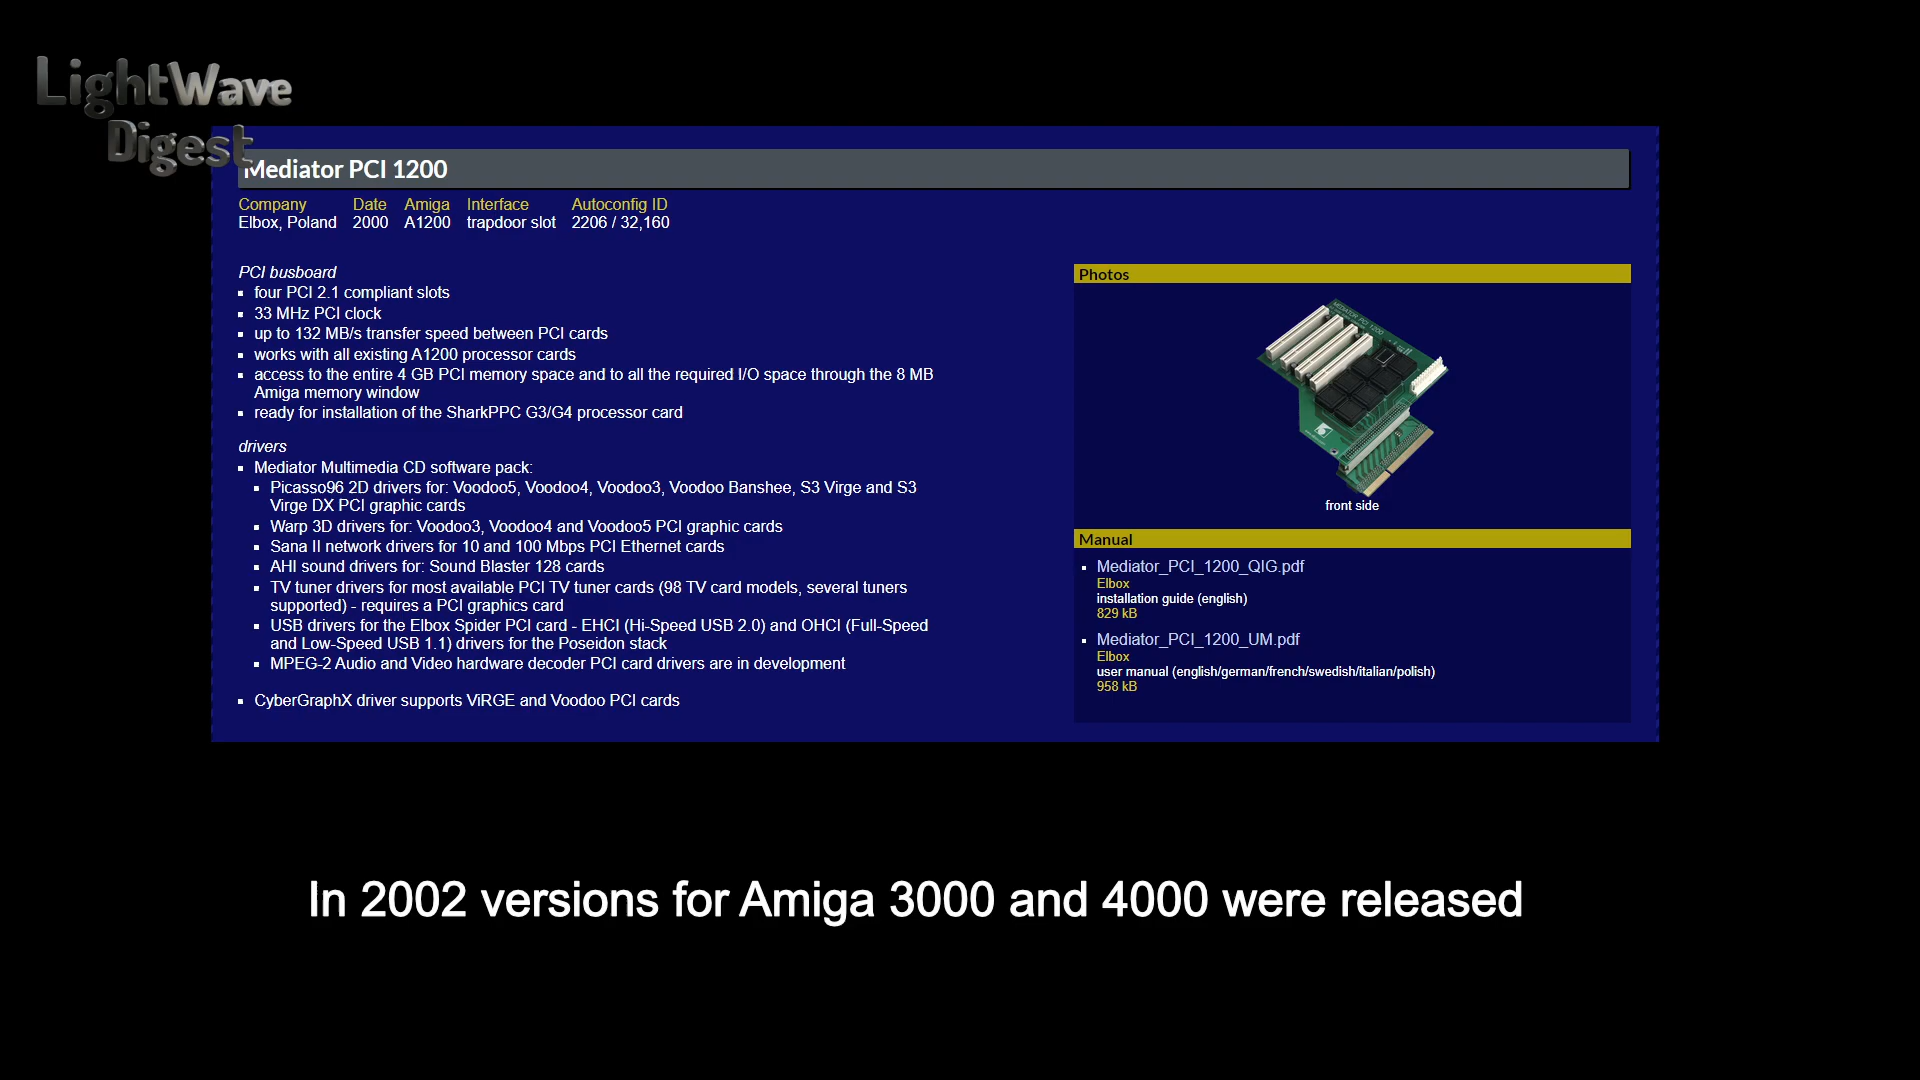 LightWave
Digest
Mediator PCI 1200
Company Date Amiga Interface Autoconfig ID
Elbox, Poland 2000 A1200 trapdoor slot 2206 / 32,160
PCI busboard
four PCI 2.1 compliant slots
33 MHz PCI clock
up to 132 MB/s transfer speed between PCI cards
works with all existing A1200 processor cards
access to the entire 4 GB PCI memory space and to all the required I/O space through the 8 MB
Amiga memory window
ready for installation of the SharkPPC G3/G4 processor card
drivers
Mediator Multimedia CD software pack:
Picasso96 2D drivers for: Voodoo5, Voodoo4, Voodoo3, Voodoo Banshee, S3 Virge and S3
Virge DX PCI graphic cards
Warp 3D drivers for: Voodoo3, Voodoo4 and Voodoo5 PCI graphic cards
Sana II network drivers for 10 and 100 Mbps PCI Ethernet cards
AHI sound drivers for: Sound Blaster 128 cards
TV tuner drivers for most available PCI TV tuner cards (98 TV card models, several tuners
supported) - requires a PCI graphics card
USB drivers for the Elbox Spider PCI card - EHCI (Hi-Speed USB 2.0) and OHCI (Full-Speed
and Low-Speed USB 1.1) drivers for the Poseidon stack
MPEG-2 Audio and Video hardware decoder PCI card drivers are in development
CyberGraphX driver supports ViRGE and Voodoo PCI cards
Photos
MEDIATOR PCI 1200
front side
Manual
Mediator_PCI_1200_QIG.pdf
Elbox
installation guide (english)
829 kB
Mediator_PCI_1200_UM.pdf
Elbox
user manual (english/german/french/swedish/italian/polish)
958 kB
In 2002 versions for Amiga 3000 and 4000 were released